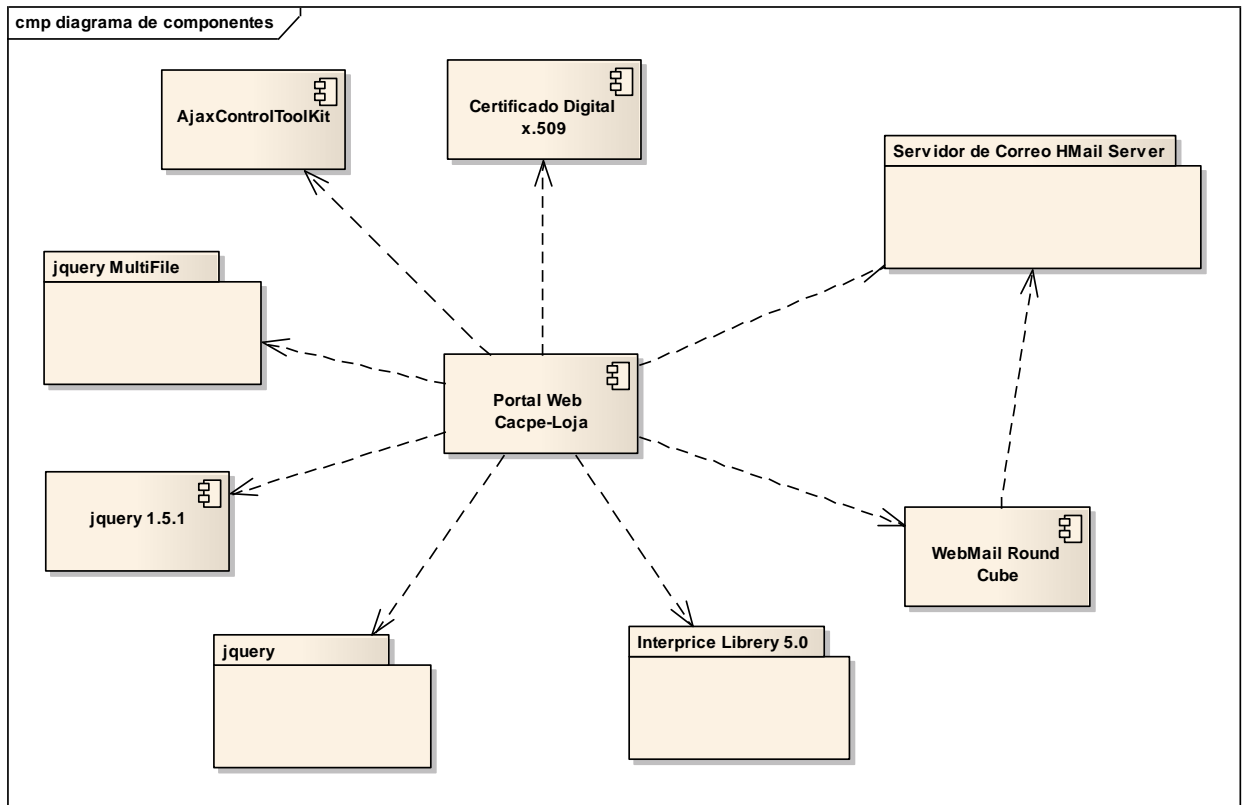 cmp diagrama de componentes
AjaxControlToolKit
Certificado Digital
x.509
Servidor de Correo HMail Server
jquery MultiFile
Portal Web
Cacpe-Loja
jquery 1.5.1
WebMail Round
Cube
jquery
Interprice Librery 5.0